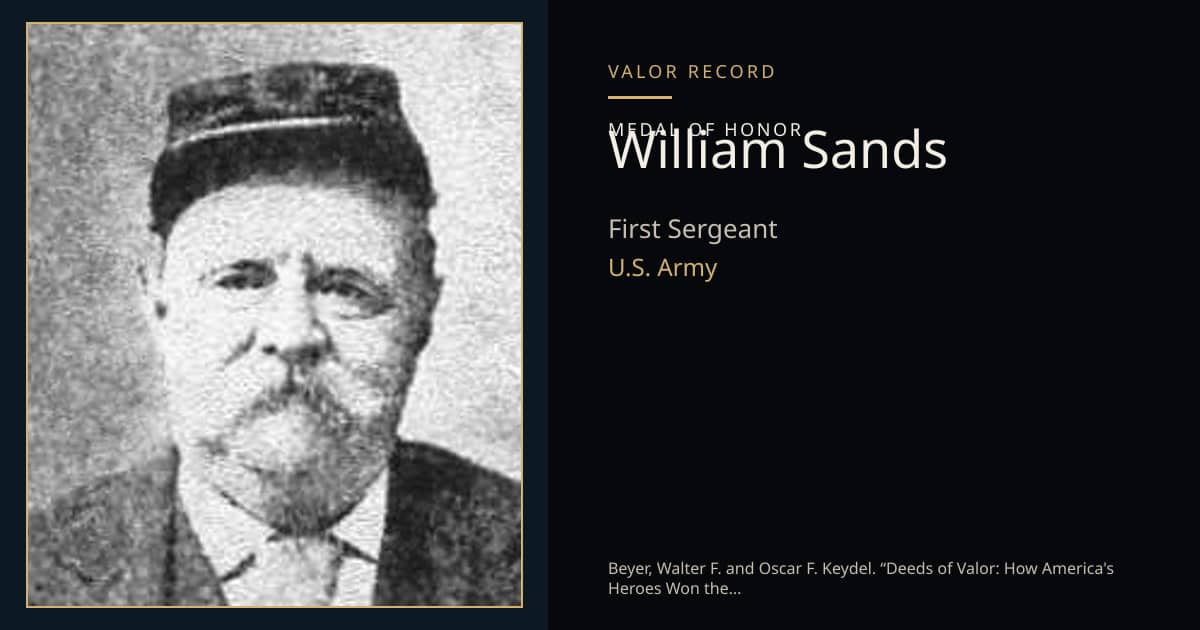 VALOR RECORD
MEDAL OF HONOR
William Sands
First Sergeant
U.S. Army
Beyer, Walter F. and Oscar F. Keydel. “Deeds of Valor: How America's
Heroes Won the...